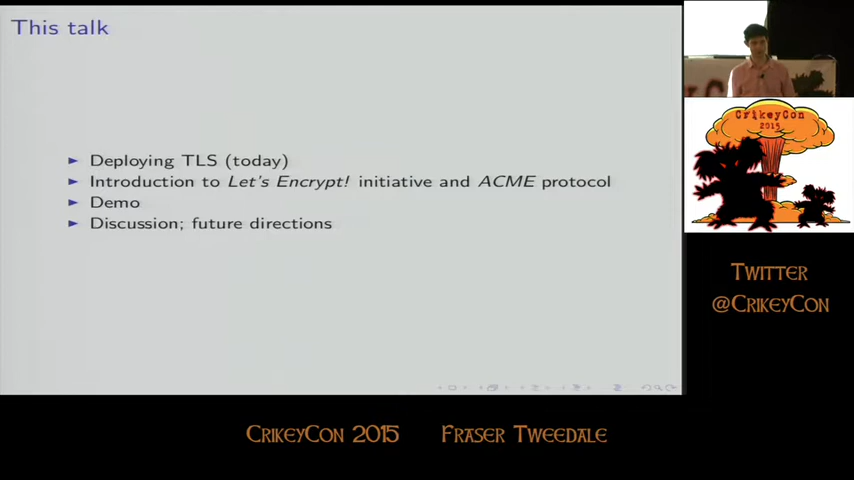 This talk
Deploying TLS (today)
Introduction to Let's Encrypt! initiative and ACME protocol
Demo
Discussion; future directions
CrikeyCon
2015
Twitter
@CrikeyCon
CrikeyCon 2015
Fraser Tweedale